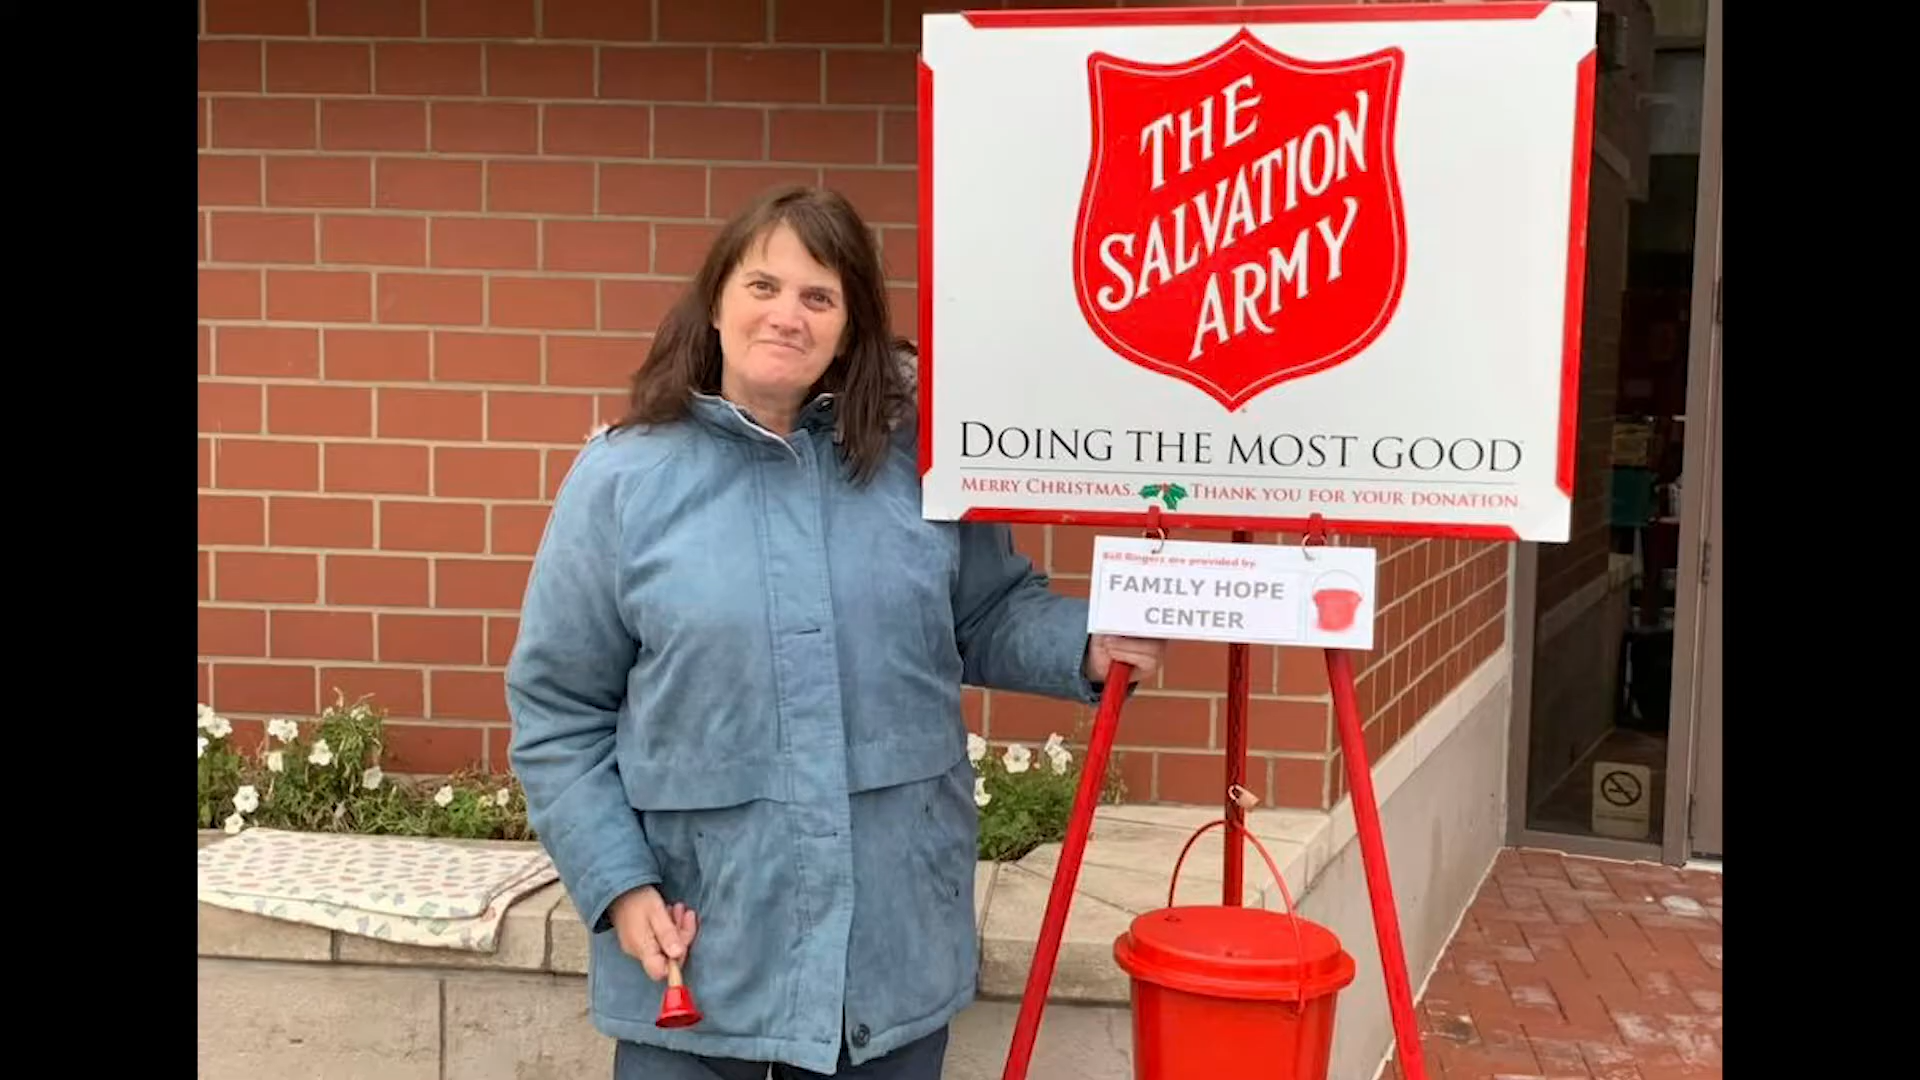 THE
SALVATION
ARMY
DOING THE MOST GOOD
MERRY CHRISTMAS. THANK YOU FOR YOUR DONATION.
Bell Ringers are provided by:
FAMILY HOPE
CENTER